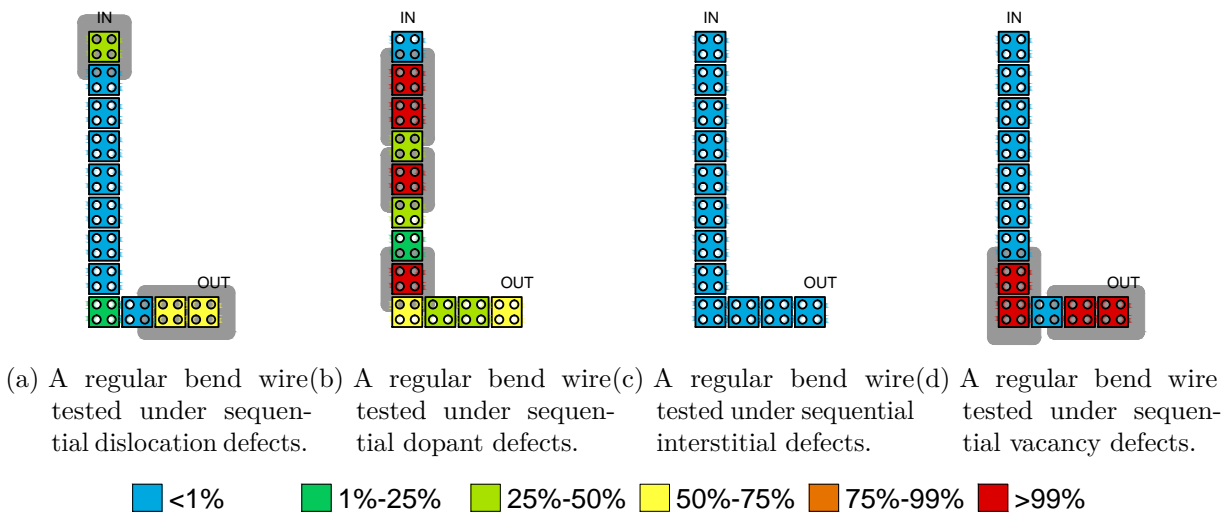 IN
IN
IN
IN
OUT
OUT
OUT
OUT
(a) A regular bend wire tested under sequen-
tial dislocation defects.
(b) A regular bend wire tested under sequen-
tial dopant defects.
(c) A regular bend wire tested under sequential
interstitial defects.
(d) A regular bend wire tested under sequen-
tial vacancy defects.
<1%
1%-25%
25%-50%
50%-75%
75%-99%
>99%